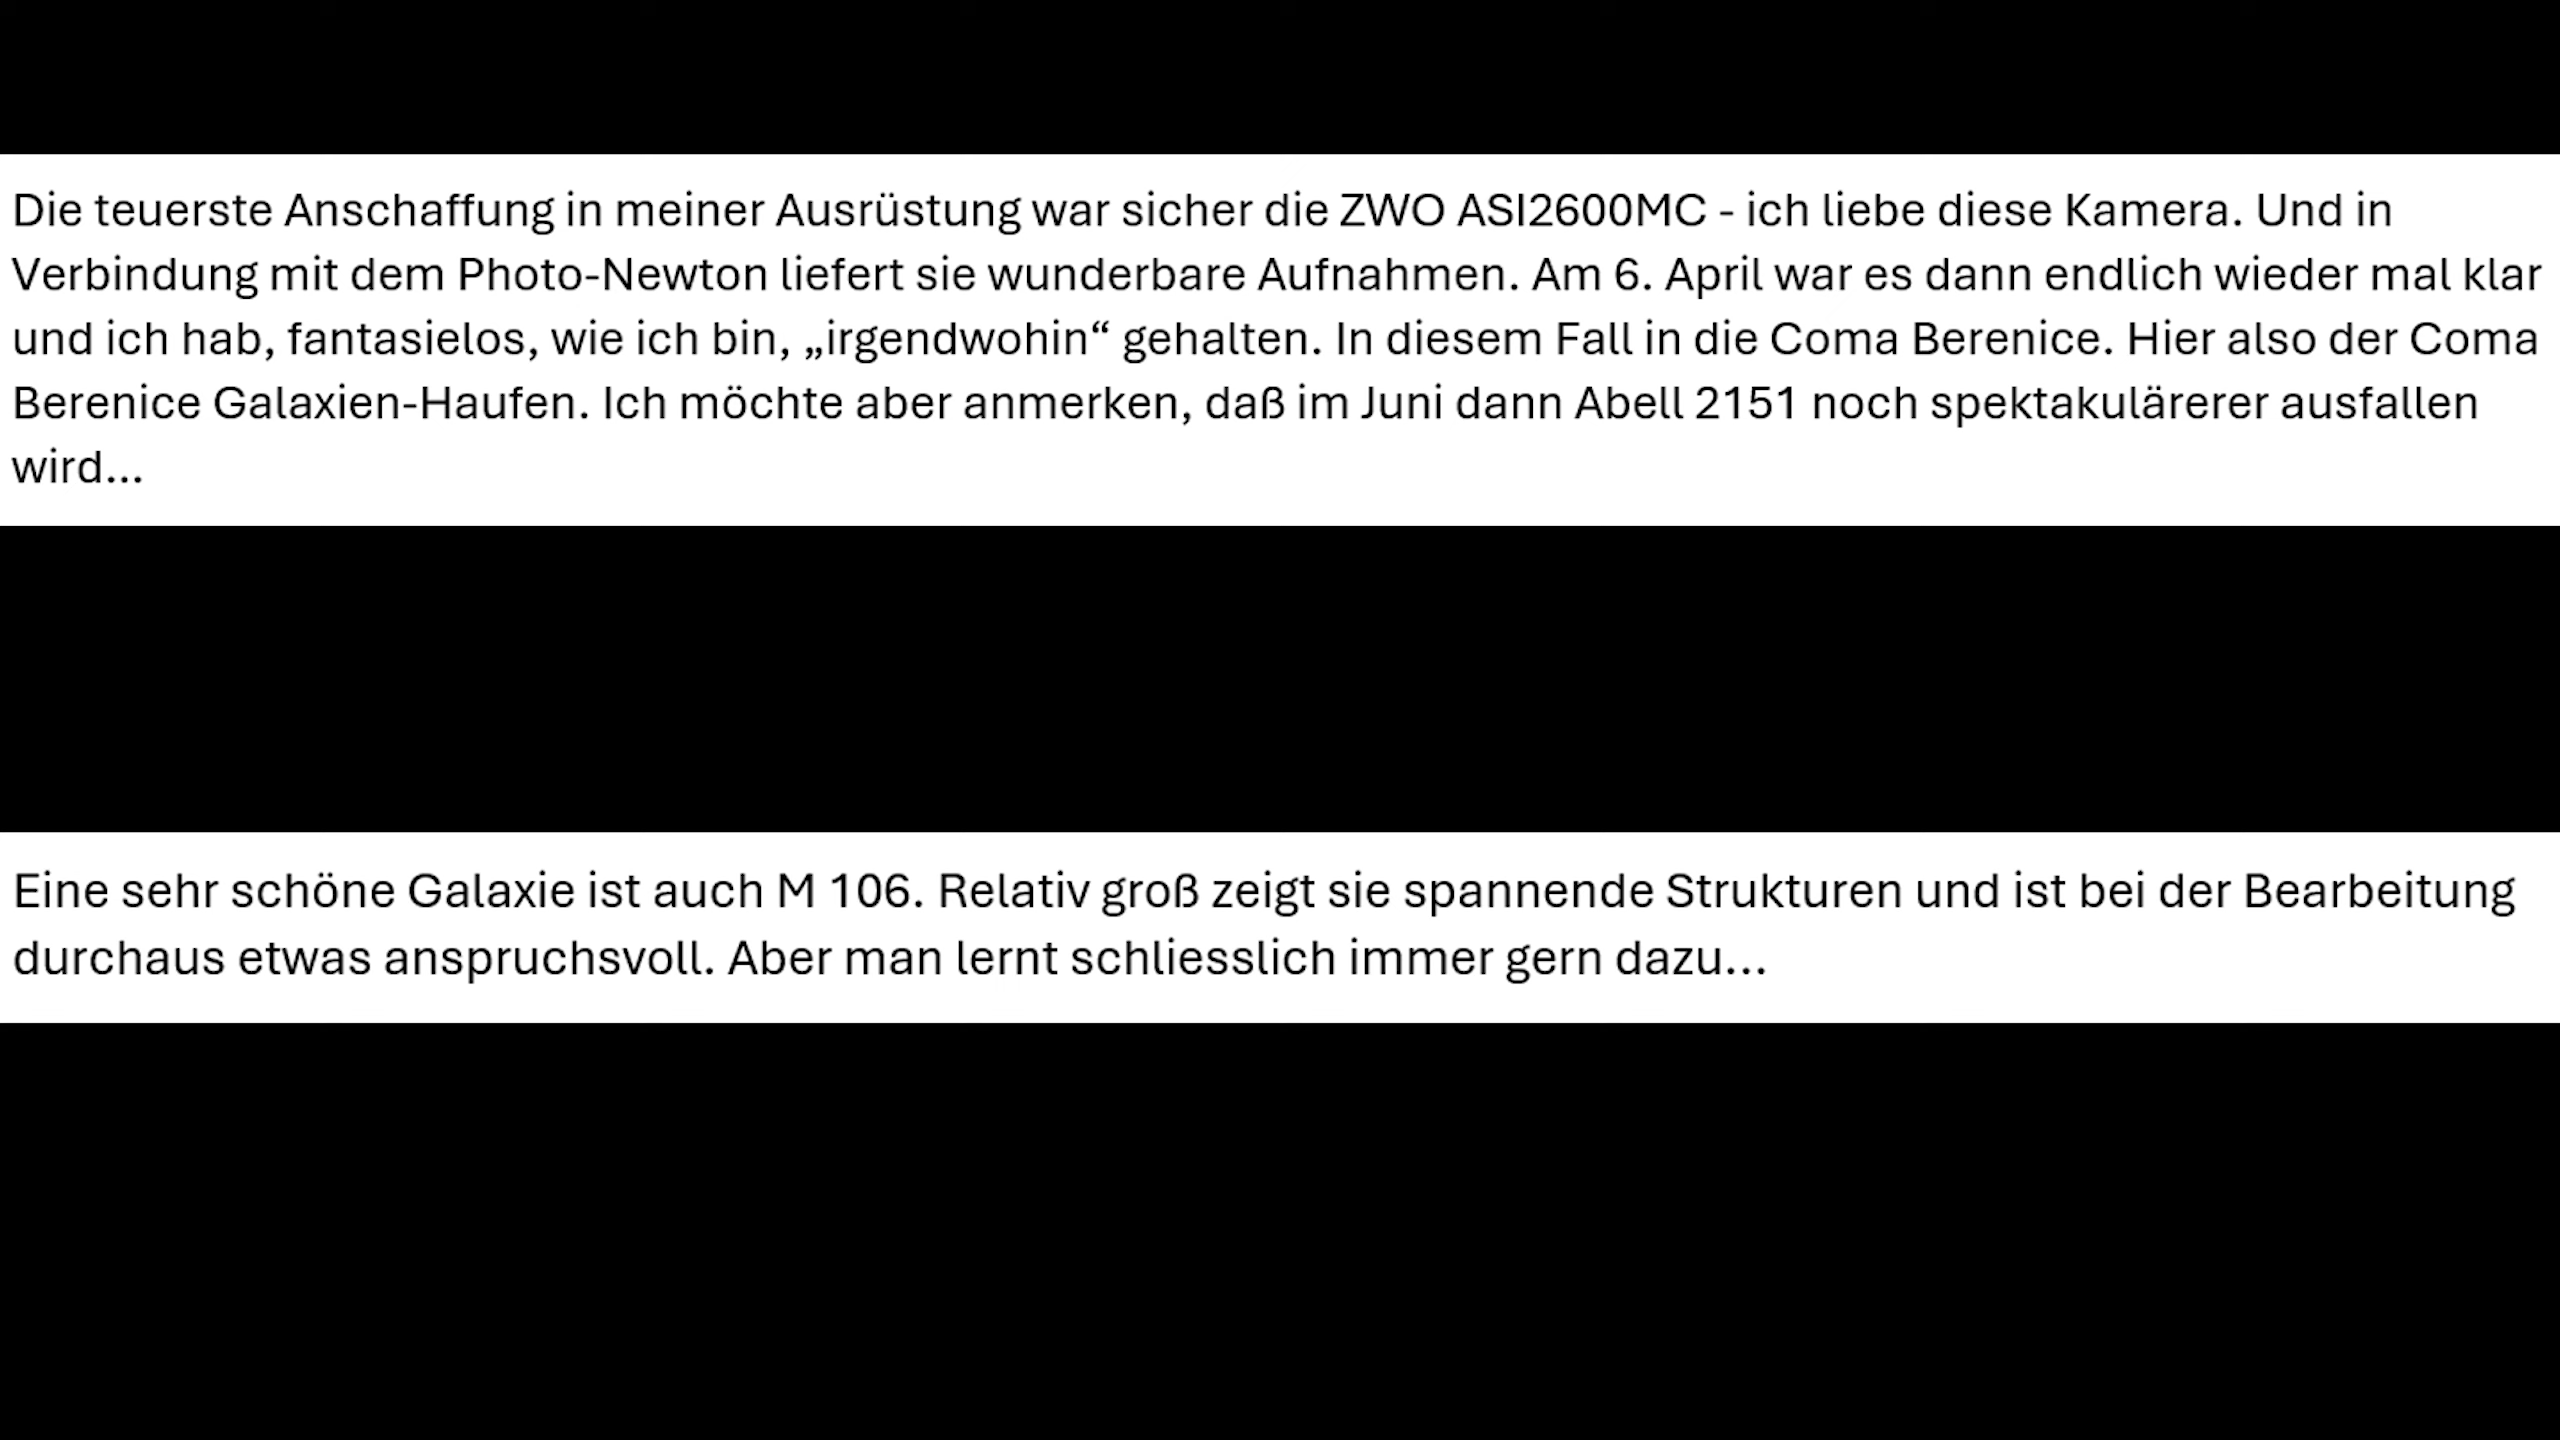 Die teuerste Anschaffung in meiner Ausrüstung war sicher die ZWO ASI2600MC - ich liebe diese Kamera. Und in
Verbindung mit dem Photo-Newton liefert sie wunderbare Aufnahmen. Am 6. April war es dann endlich wieder mal klar
und ich hab, fantasielos, wie ich bin, „irgendwohin“ gehalten. In diesem Fall in die Coma Berenice. Hier also der Coma
Berenice Galaxien-Haufen. Ich möchte aber anmerken, daß im Juni dann Abell 2151 noch spektakulärerer ausfallen
wird...
Eine sehr schöne Galaxie ist auch M 106. Relativ groß zeigt sie spannende Strukturen und ist bei der Bearbeitung
durchaus etwas anspruchsvoll. Aber man lernt schliesslich immer gern dazu...